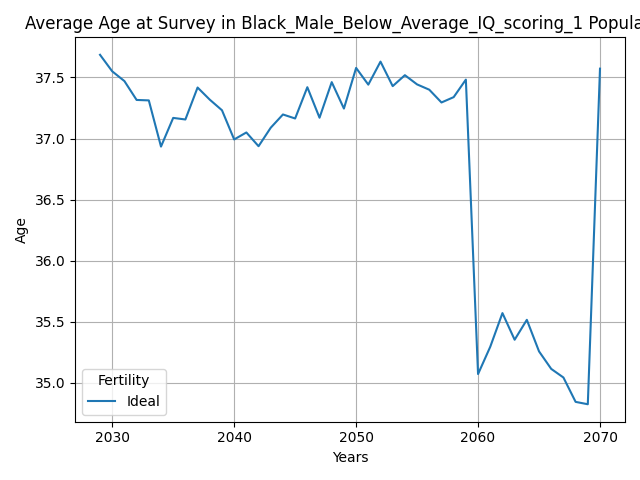 Average Age at Survey in Black_Male_Below_Average_IQ_scoring_1 Popula
37.5
37.0
36.5
36.0
35.5
35.0
Age
Fertility
Ideal
2030 2040 2050 2060 2070
Years